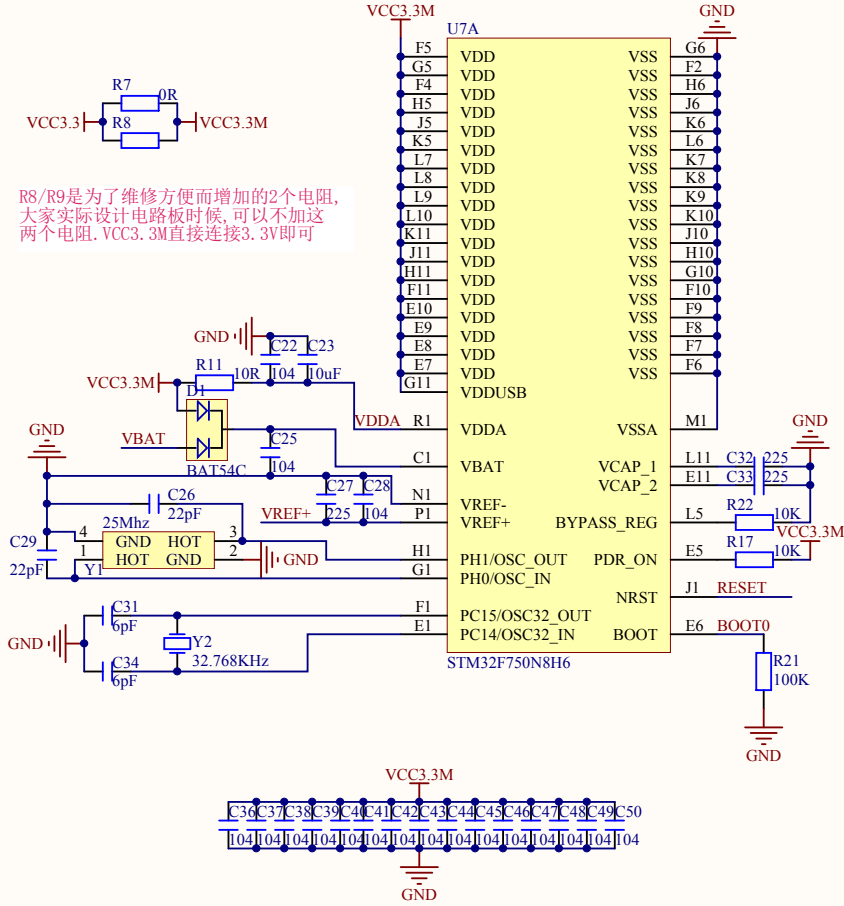 VCC3.3M
GND
U7A
F5 VDD VSS G6
G5 VDD VSS F2
F4 VDD VSS H6
H5 VDD VSS J6
J5 VDD VSS K6
K5 VDD VSS L6
L7 VDD VSS K7
L8 VDD VSS K8
L9 VDD VSS K9
L10 VDD VSS K10
K11 VDD VSS J10
J11 VDD VSS H10
H11 VDD VSS G10
F11 VDD VSS F10
E10 VDD VSS F9
E9 VDD VSS F8
E8 VDD VSS F7
E7 VDD VSS F6
G11 VDDUSB
R7 0R
VCC3.3 R8 VCC3.3M
R8/R9是为了维修方便而增加的2个电阻,
大家实际设计电路板时候,可以不加这
两个电阻.VCC3.3M直接连接3.3V即可
GND C22 C23
R11
VCC3.3M 10R 104 10uF
D1
VDDA R1 VDDA VSSA M1
VBAT C25
BAT54C 104
C1 VBAT VCAP_1 L11 C32 225
VCAP_2 E11 C33 225
GND
GND
C26 22pF
C27 C28
VREF+ 225 104
N1 VREF-
P1 VREF+ BYPASS_REG L5 R22 10K
VCC3.3M
25Mhz
C29 4 GND HOT 3
22pF 1 HOT GND 2 GND
Y1
H1 PH1/OSC_OUT PDR_ON E5 R17 10K
G1 PH0/OSC_IN
NRST J1 RESET
C31 6pF
F1 PC15/OSC32_OUT
E1 PC14/OSC32_IN BOOT E6 BOOT0
GND Y2
32.768KHz
C34 6pF
STM32F750N8H6
R21
100K
GND
VCC3.3M
C36 C37 C38 C39 C40 C41 C42 C43 C44 C45 C46 C47 C48 C49 C50
104 104 104 104 104 104 104 104 104 104 104 104 104 104 104
GND